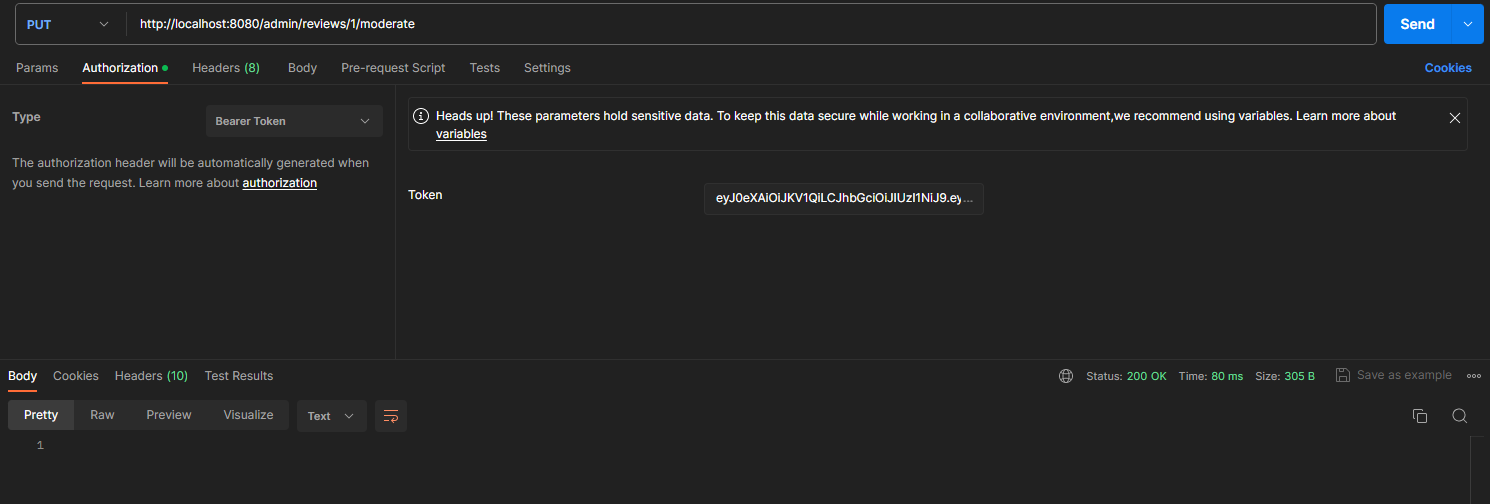 PUT http://localhost:8080/admin/reviews/1/moderate Send
Params Authorization Headers (8) Body Pre-request Script Tests Settings Cookies
Type Bearer Token
The authorization header will be automatically generated when
you send the request. Learn more about authorization
Heads up! These parameters hold sensitive data. To keep this data secure while working in a collaborative environment,we recommend using variables. Learn more about
variables
Token eyJ0eXAiOiJKV1QiLCJhbGciOiJIUzI1NiJ9.ey...
Body Cookies Headers (10) Test Results Status: 200 OK Time: 80 ms Size: 305 B Save as example
Pretty Raw Preview Visualize Text
1